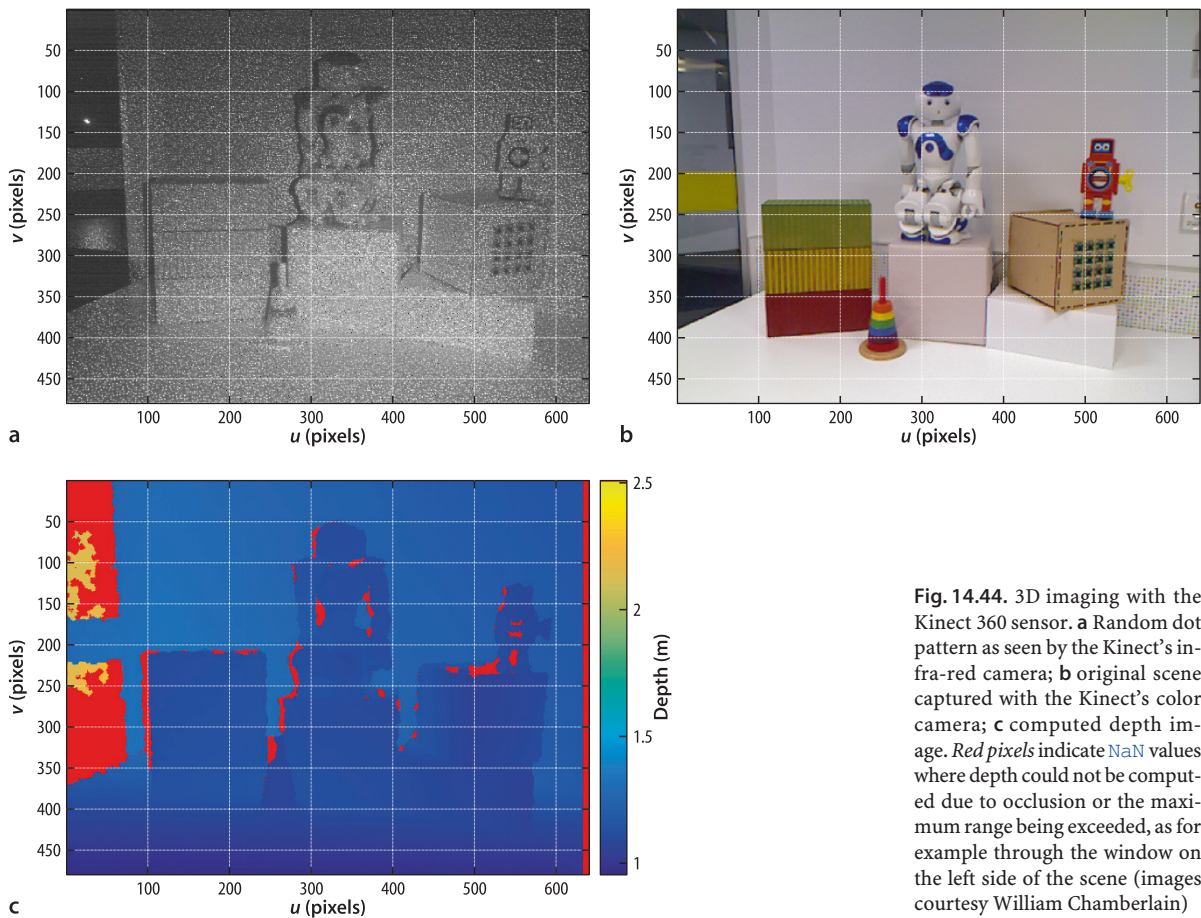 50
100
150
200
250
300
350
400
450
v (pixels)
100
200
300
400
500
600
u (pixels)
a
50
100
150
200
250
300
350
400
450
v (pixels)
100
200
300
400
500
600
u (pixels)
b
50
100
150
200
250
300
350
400
450
v (pixels)
100
200
300
400
500
600
u (pixels)
c
2.5
2
1.5
1
Depth (m)
Fig. 14.44. 3D imaging with the
Kinect 360 sensor. a Random dot
pattern as seen by the Kinect's in-
fra-red camera; b original scene
captured with the Kinect's color
camera; c computed depth im-
age. Red pixels indicate NaN values
where depth could not be comput-
ed due to occlusion or the maxi-
mum range being exceeded, as for
example through the window on
the left side of the scene (images
courtesy William Chamberlain)